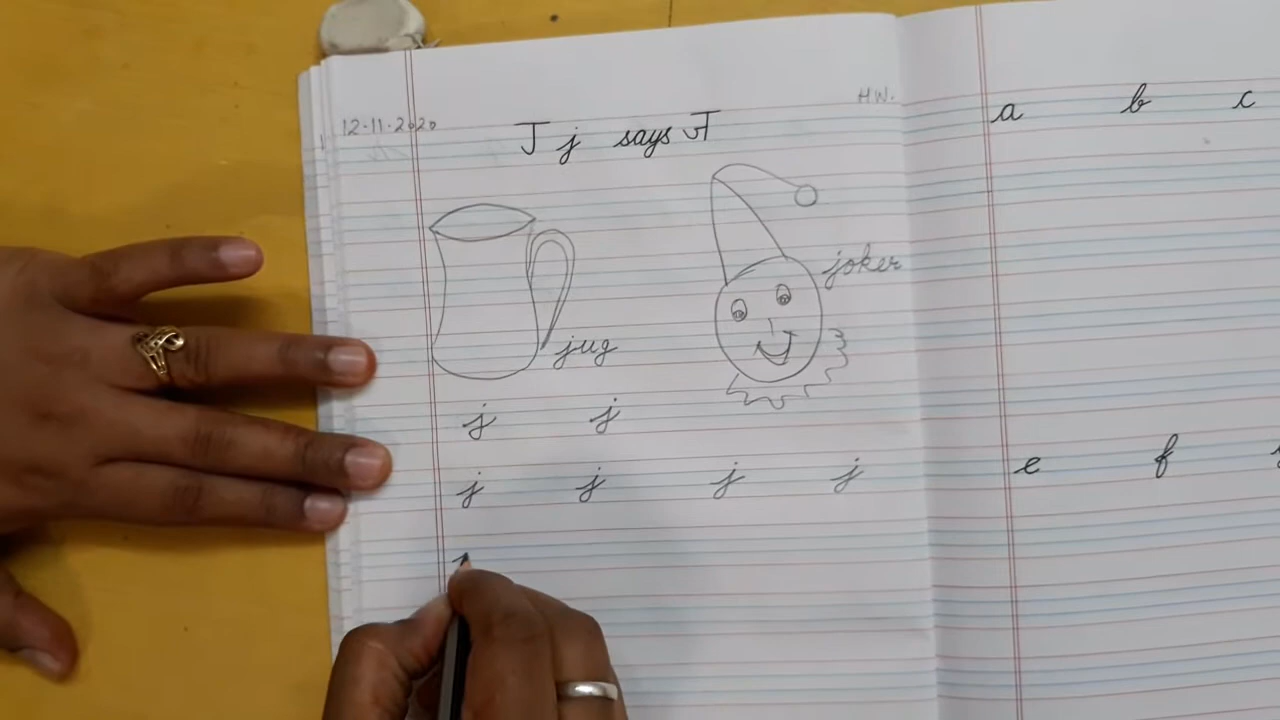 H.W.
12-11-2020
J j says ज
joker
jug
j j
j j j j
a b c
e f